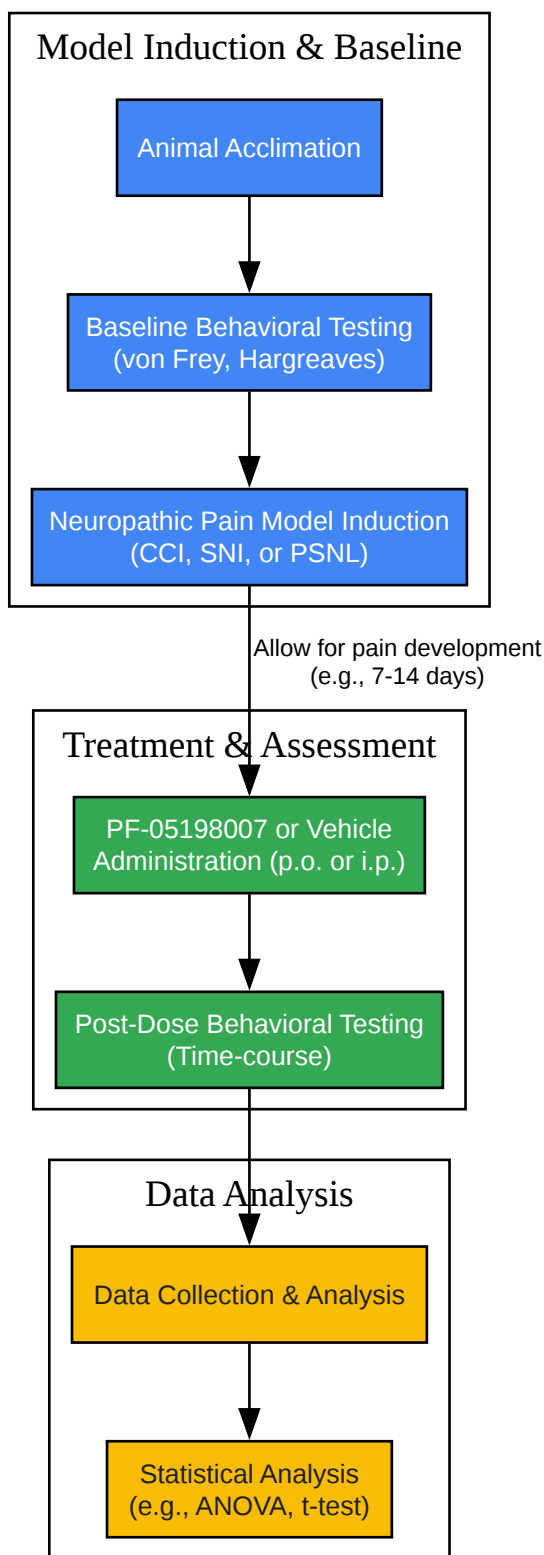 Model Induction & Baseline
Animal Acclimation
Baseline Behavioral Testing
(von Frey, Hargreaves)
Neuropathic Pain Model Induction
(CCI, SNI, or PSNL)
Allow for pain development
(e.g., 7-14 days)
Treatment & Assessment
PF-05198007 or Vehicle
Administration (p.o. or i.p.)
Post-Dose Behavioral Testing
(Time-course)
Data Analysis
Data Collection & Analysis
Statistical Analysis
(e.g., ANOVA, t-test)